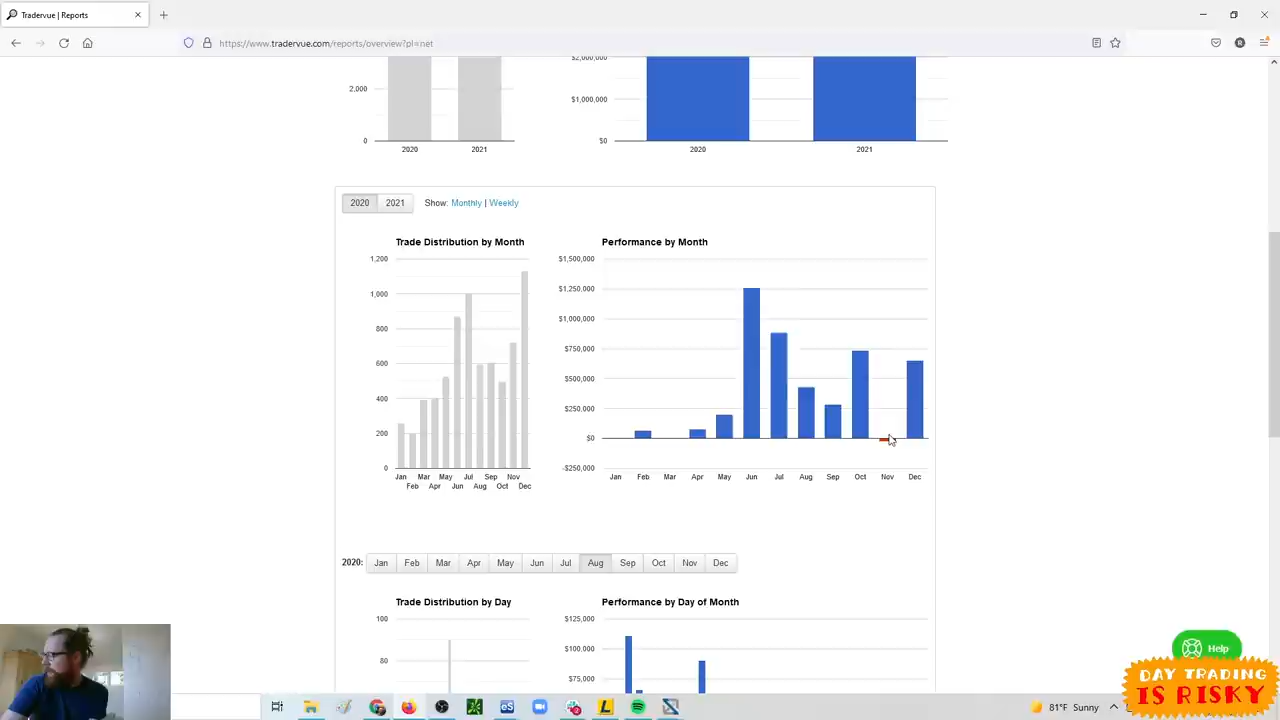 Tradervue | Reports
https://www.tradervue.com/reports/overview?pl=net
$2,000,000
2,000
$1,000,000
0
$0
2020 2021
2020 2021
2020 2021 Show: Monthly | Weekly
Trade Distribution by Month
1,200
1,000
800
600
400
200
0
Jan Mar May Jul Sep Nov
Feb Apr Jun Aug Oct Dec
Performance by Month
$1,500,000
$1,250,000
$1,000,000
$750,000
$500,000
$250,000
$0
-$250,000
Jan Feb Mar Apr May Jun Jul Aug Sep Oct Nov Dec
2020: Jan Feb Mar Apr May Jun Jul Aug Sep Oct Nov Dec
Trade Distribution by Day
100
80
Performance by Day of Month
$125,000
$100,000
$75,000
Help
DAY TRADING
IS RISKY
81°F Sunny